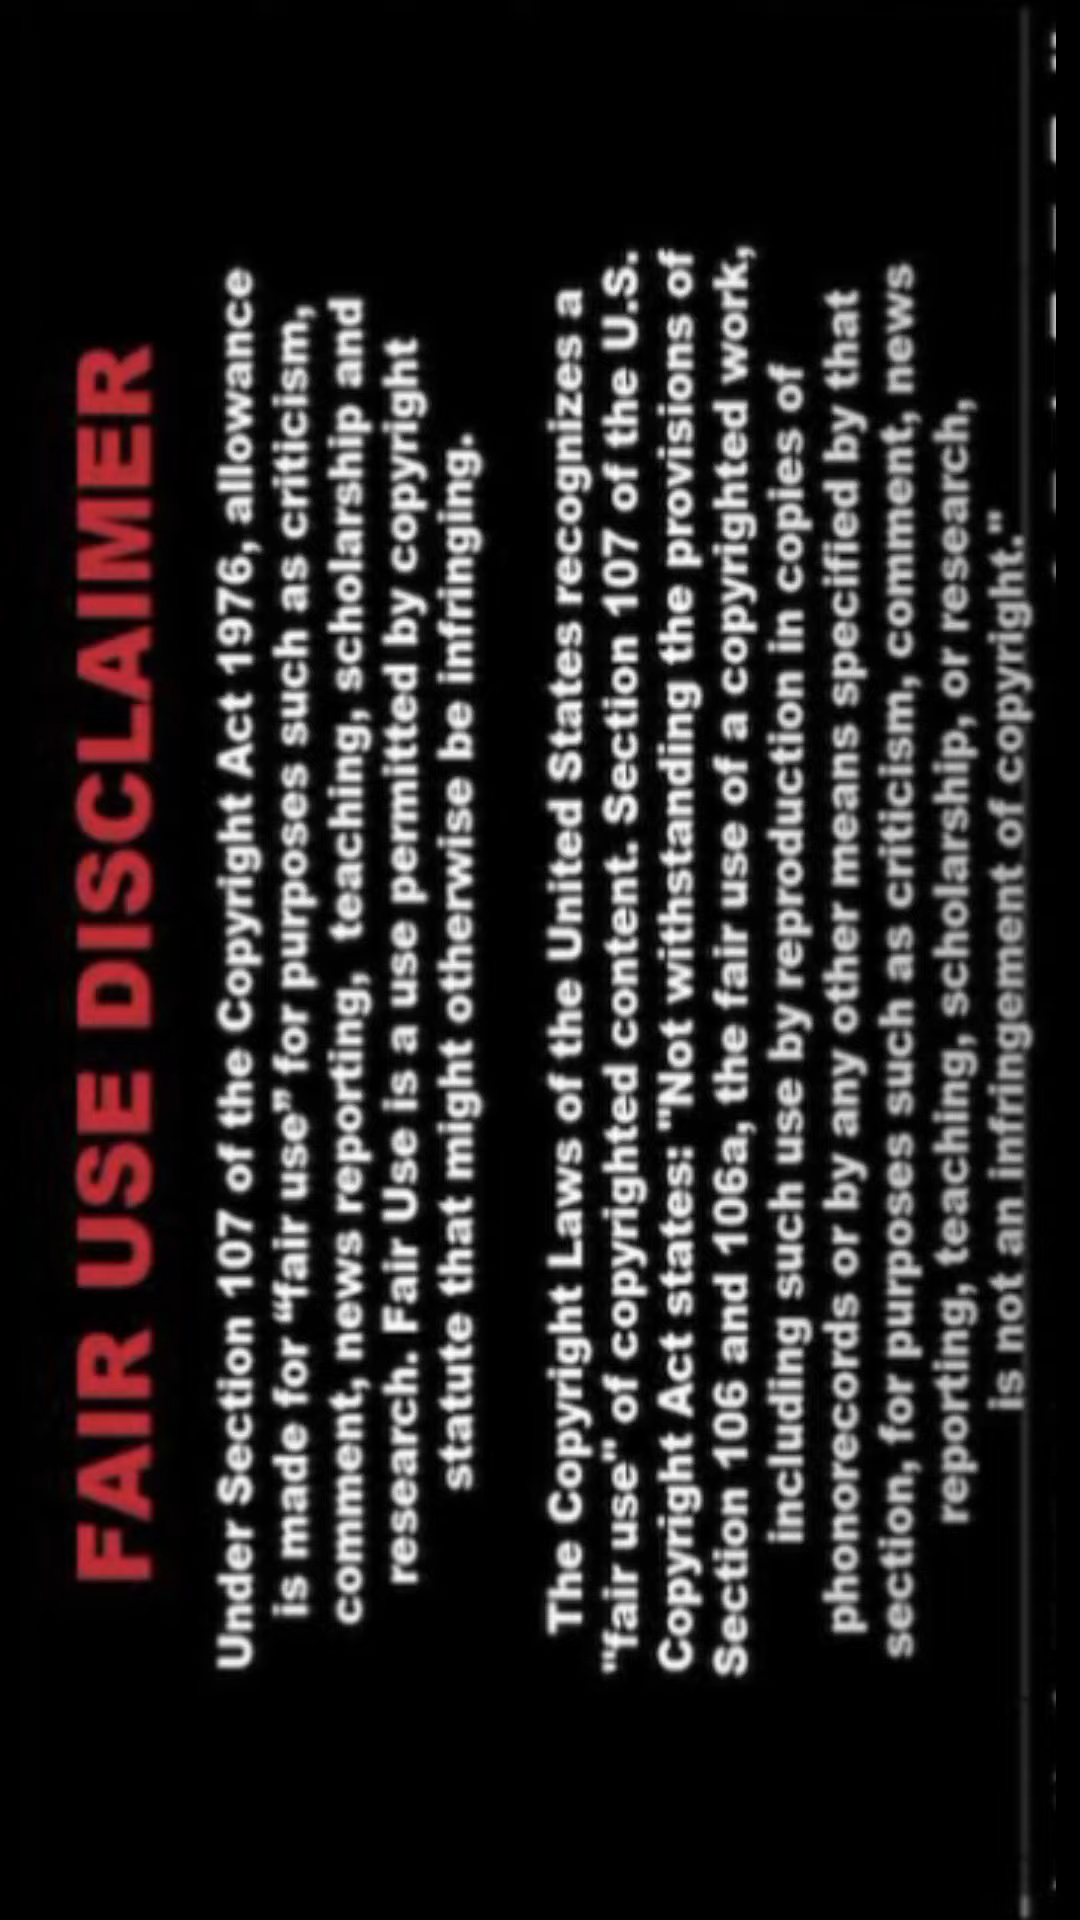 FAIR USE DISCLAIMER
Under Section 107 of the Copyright Act 1976, allowance
is made for “fair use” for purposes such as criticism,
comment, news reporting, teaching, scholarship and
research. Fair Use is a use permitted by copyright
statute that might otherwise be infringing.
The Copyright Laws of the United States recognizes a
"fair use" of copyrighted content. Section 107 of the U.S.
Copyright Act states: "Not withstanding the provisions of
Section 106 and 106a, the fair use of a copyrighted work,
including such use by reproduction in copies of
phonorecords or by any other means specified by that
section, for purposes such as criticism, comment, news
reporting, teaching, scholarship, or research,
is not an infringement of copyright."